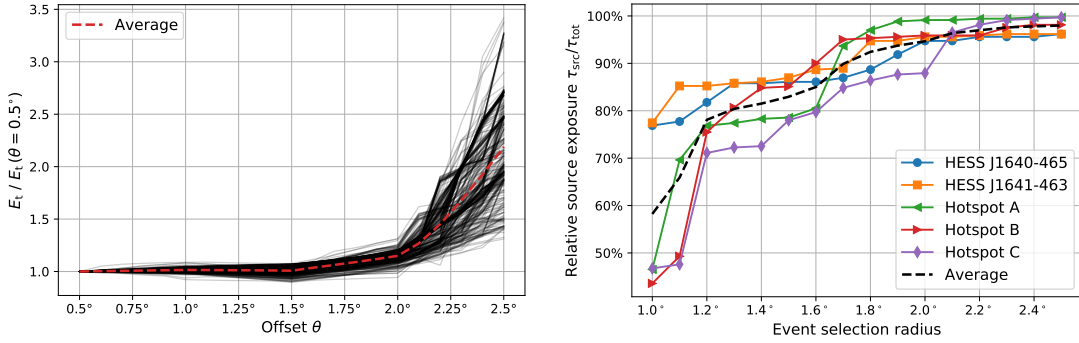 Average
E_t / E_t (θ = 0.5°)
3.5
3.0
2.5
2.0
1.5
1.0
0.5° 0.75° 1.0° 1.25° 1.5° 1.75° 2.0° 2.25° 2.5°
Offset θ
Relative source exposure τ_src/τ_tot
100%
90%
80%
70%
60%
50%
HESS J1640-465
HESS J1641-463
Hotspot A
Hotspot B
Hotspot C
Average
1.0° 1.2° 1.4° 1.6° 1.8° 2.0° 2.2° 2.4°
Event selection radius